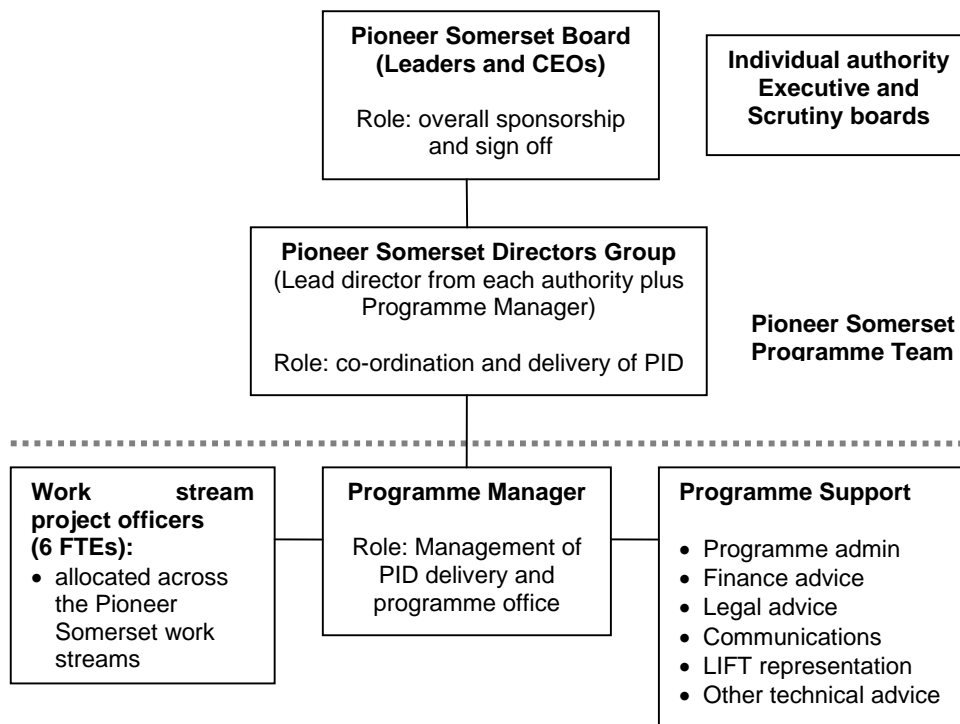 Pioneer Somerset Board
(Leaders and CEOs)
Role: overall sponsorship
and sign off
Individual authority
Executive and
Scrutiny boards
Pioneer Somerset Directors Group
(Lead director from each authority plus
Programme Manager)
Role: co-ordination and delivery of PID
Pioneer Somerset
Programme Team
Work stream
project officers
(6 FTEs):
• allocated across
the Pioneer
Somerset work
streams
Programme Manager
Role: Management of
PID delivery and
programme office
Programme Support
• Programme admin
• Finance advice
• Legal advice
• Communications
• LIFT representation
• Other technical advice